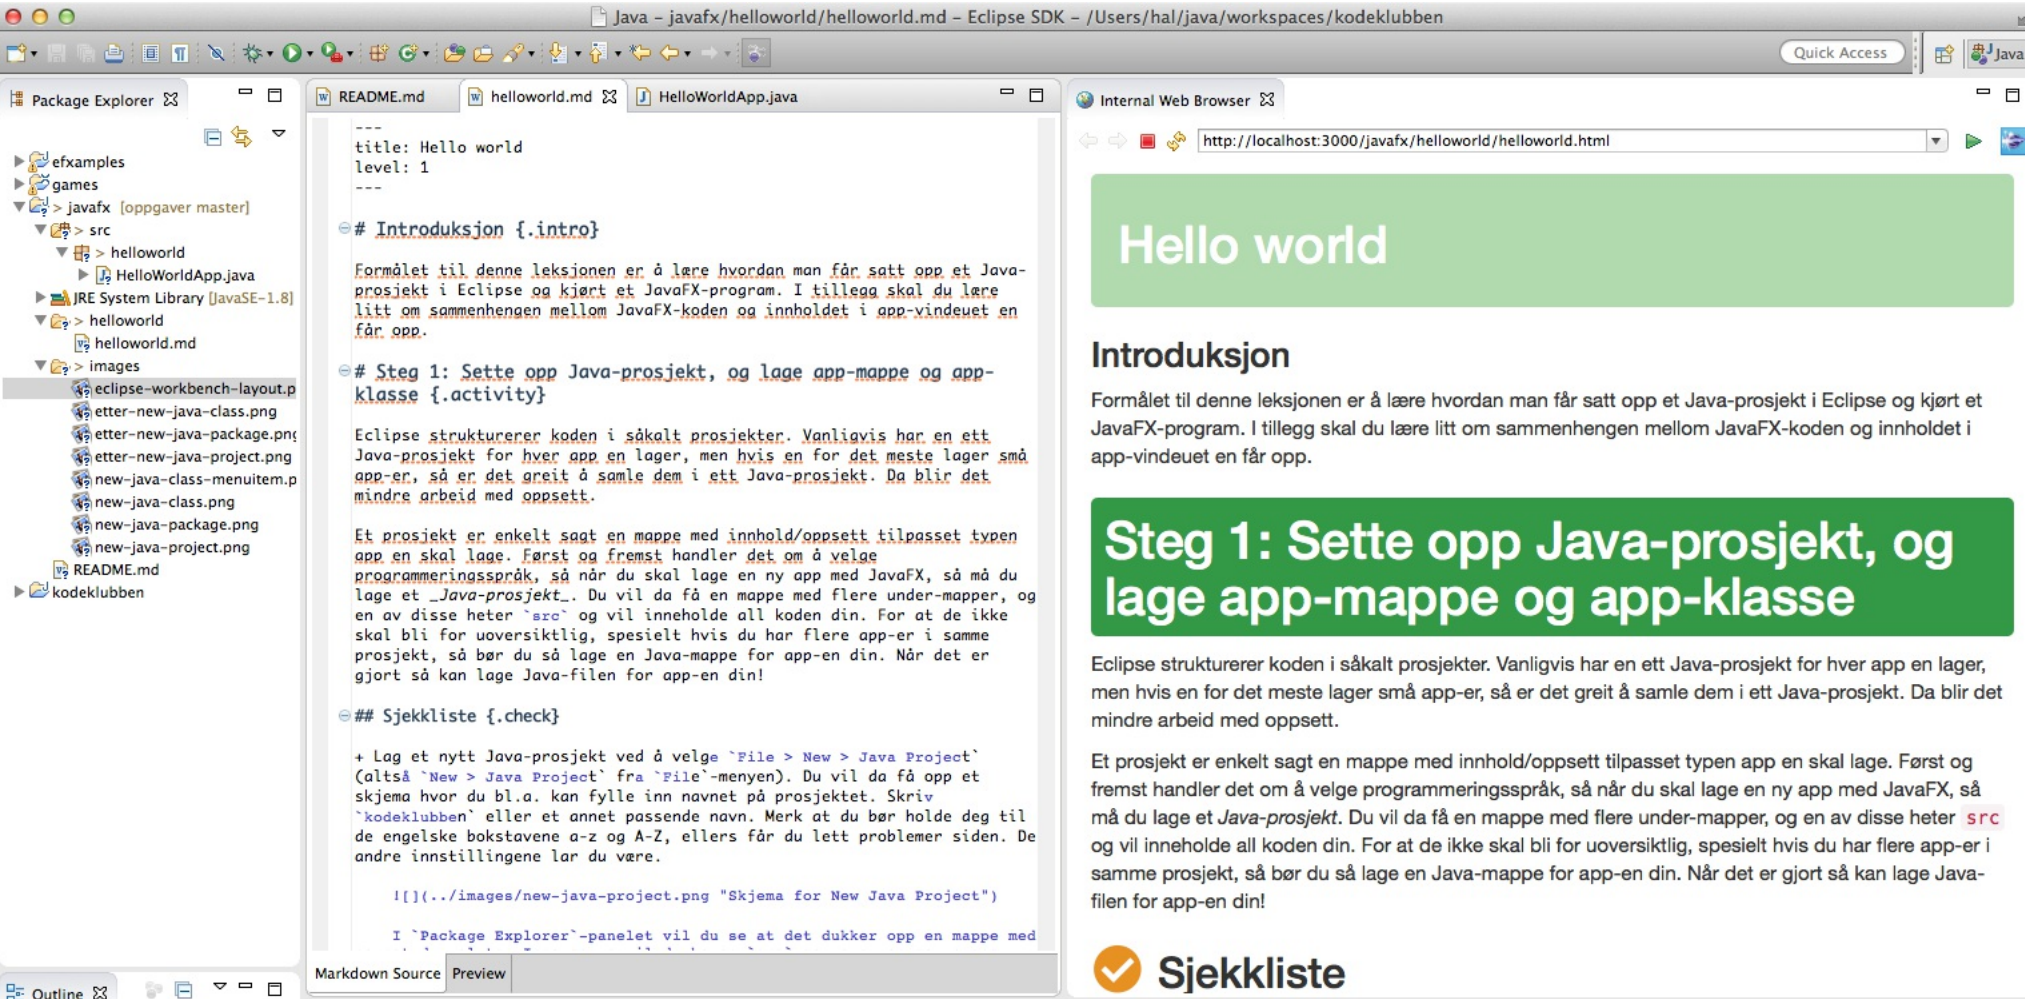 Java – javafx/helloworld/helloworld.md – Eclipse SDK – /Users/hal/java/workspaces/kodeklubben
Quick Access
Java
Package Explorer
efxamples
games
> javafx [oppgaver master]
> src
> helloworld
HelloWorldApp.java
JRE System Library [JavaSE-1.8]
> helloworld
helloworld.md
> images
eclipse-workbench-layout.p
etter-new-java-class.png
etter-new-java-package.png
etter-new-java-project.png
new-java-class-menuitem.p
new-java-class.png
new-java-package.png
new-java-project.png
README.md
kodeklubben
Outline
README.md
helloworld.md
HelloWorldApp.java
---
title: Hello world
level: 1
---
# Introduksjon {.intro}
Formålet til denne leksjonen er å lære hvordan man får satt opp et Java-
prosjekt i Eclipse og kjørt et JavaFX-program. I tillegg skal du lære
litt om sammenhengen mellom JavaFX-koden og innholdet i app-vindeuet en
får opp.
# Steg 1: Sette opp Java-prosjekt, og lage app-mappe og app-
klasse {.activity}
Eclipse strukturerer koden i såkalt prosjekter. Vanligvis har en ett
Java-prosjekt for hver app en lager, men hvis en for det meste lager små
app-er, så er det greit å samle dem i ett Java-prosjekt. Da blir det
mindre arbeid med oppsett.
Et prosjekt er enkelt sagt en mappe med innhold/oppsett tilpasset typen
app en skal lage. Først og fremst handler det om å velge
programmeringsspråk, så når du skal lage en ny app med JavaFX, så må du
lage et _Java-prosjekt_. Du vil da få en mappe med flere under-mapper, og
en av disse heter `src` og vil inneholde all koden din. For at de ikke
skal bli for uoversiktlig, spesielt hvis du har flere app-er i samme
prosjekt, så bør du så lage en Java-mappe for app-en din. Når det er
gjort så kan lage Java-filen for app-en din!
## Sjekkliste {.check}
+ Lag et nytt Java-prosjekt ved å velge `File > New > Java Project`
(altså `New > Java Project` fra `File`-menyen). Du vil da få opp et
skjema hvor du bl.a. kan fylle inn navnet på prosjektet. Skriv
`kodeklubben` eller et annet passende navn. Merk at du bør holde deg til
de engelske bokstavene a-z og A-Z, ellers får du lett problemer siden. De
andre innstillingene lar du være.
![](../images/new-java-project.png "Skjema for New Java Project")
I `Package Explorer`-panelet vil du se at det dukker opp en mappe med
Markdown Source
Preview
Internal Web Browser
http://localhost:3000/javafx/helloworld/helloworld.html
Hello world
Introduksjon
Formålet til denne leksjonen er å lære hvordan man får satt opp et Java-prosjekt i Eclipse og kjørt et
JavaFX-program. I tillegg skal du lære litt om sammenhengen mellom JavaFX-koden og innholdet i
app-vindeuet en får opp.
Steg 1: Sette opp Java-prosjekt, og
lage app-mappe og app-klasse
Eclipse strukturerer koden i såkalt prosjekter. Vanligvis har en ett Java-prosjekt for hver app en lager,
men hvis en for det meste lager små app-er, så er det greit å samle dem i ett Java-prosjekt. Da blir det
mindre arbeid med oppsett.
Et prosjekt er enkelt sagt en mappe med innhold/oppsett tilpasset typen app en skal lage. Først og
fremst handler det om å velge programmeringsspråk, så når du skal lage en ny app med JavaFX, så
må du lage et Java-prosjekt. Du vil da få en mappe med flere under-mapper, og en av disse heter src
og vil inneholde all koden din. For at de ikke skal bli for uoversiktlig, spesielt hvis du har flere app-er i
samme prosjekt, så bør du så lage en Java-mappe for app-en din. Når det er gjort så kan lage Java-
filen for app-en din!
Sjekkliste